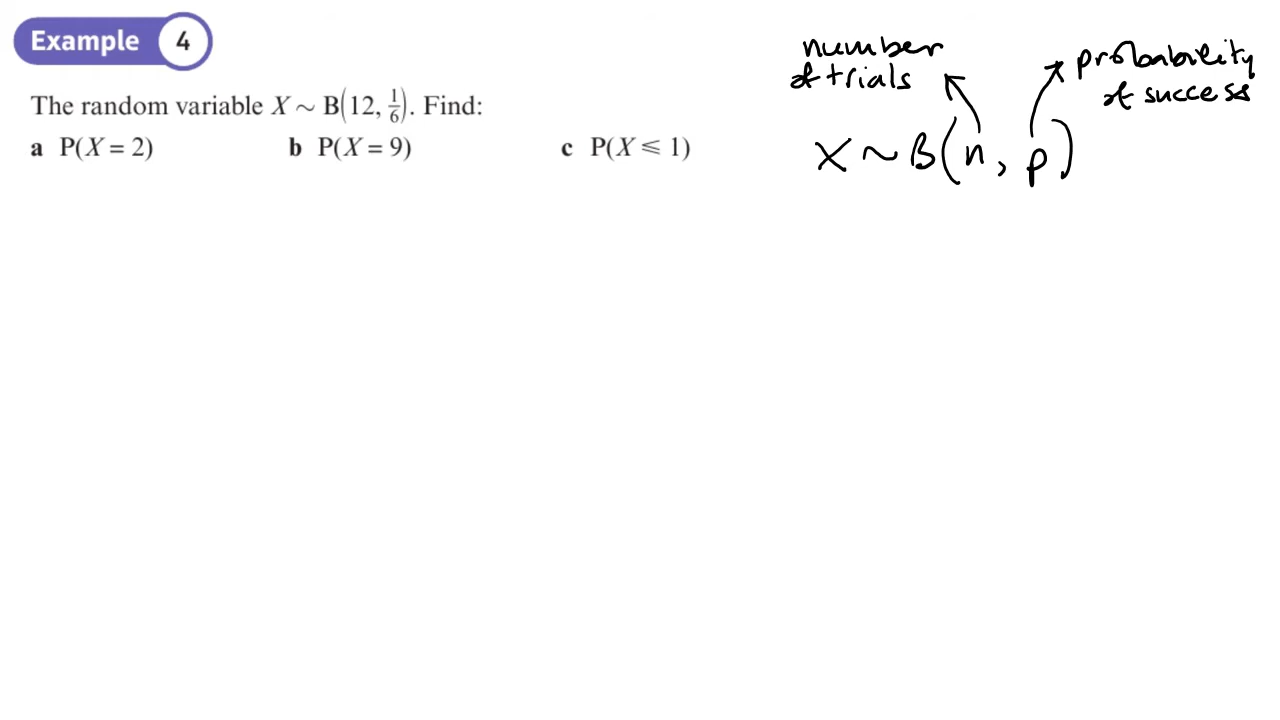 Example 4
The random variable X ~ B(12, 1/6). Find:
a P(X = 2) b P(X = 9) c P(X ⩽ 1)
number
of trials
probability
of success
X ~ B(n, p)